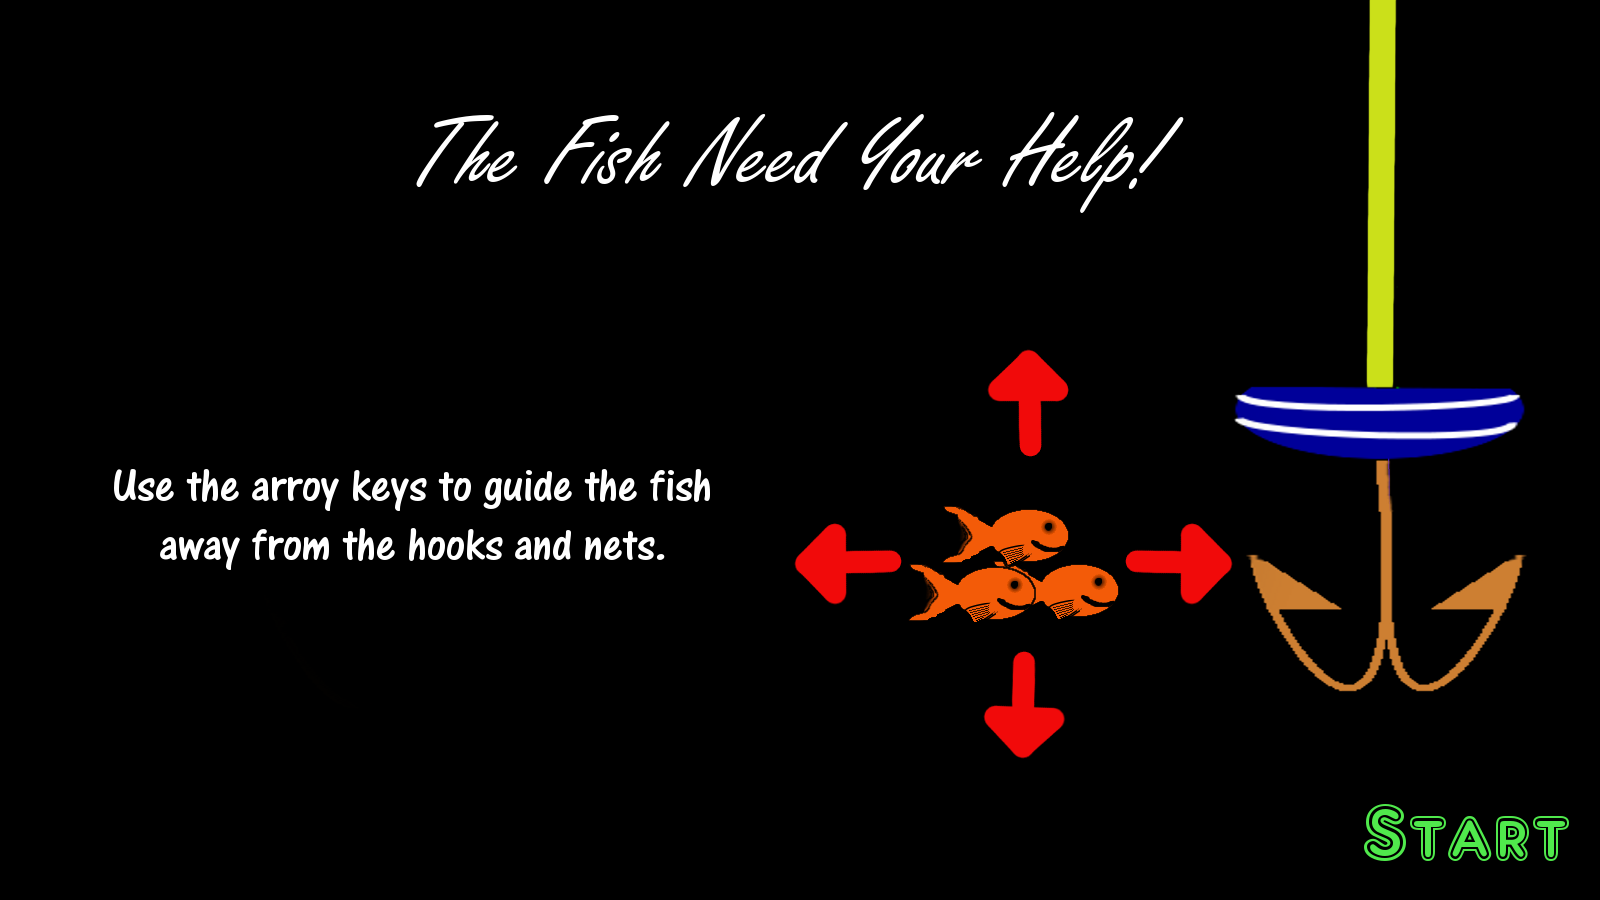 The Fish Need Your Help!
Use the arroy keys to guide the fish
away from the hooks and nets.
Start